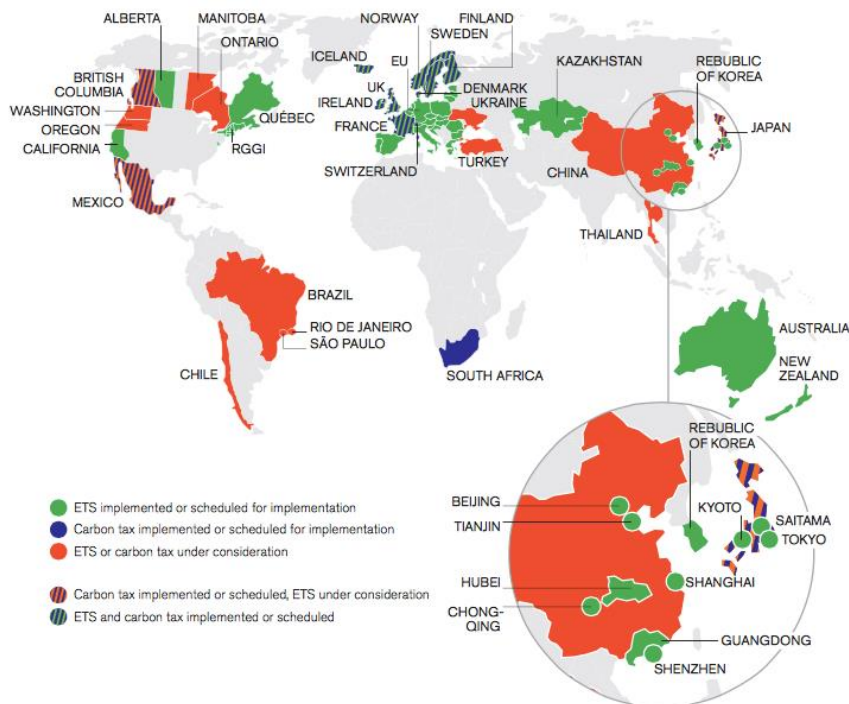 ALBERTA
MANITOBA
ONTARIO
NORWAY
FINLAND
SWEDEN
ICELAND
EU
KAZAKHSTAN
REPUBLIC
OF KOREA
BRITISH
COLUMBIA
UK
DENMARK
UKRAINE
WASHINGTON
IRELAND
QUÉBEC
OREGON
FRANCE
JAPAN
CALIFORNIA
RGGI
TURKEY
SWITZERLAND
CHINA
MEXICO
THAILAND
BRAZIL
RIO DE JANEIRO
SÃO PAULO
CHILE
SOUTH AFRICA
AUSTRALIA
NEW
ZEALAND
REPUBLIC
OF KOREA
BEIJING
TIANJIN
KYOTO
SAITAMA
TOKYO
HUBEI
SHANGHAI
CHONG-
QING
GUANGDONG
SHENZHEN
ETS implemented or scheduled for implementation
Carbon tax implemented or scheduled for implementation
ETS or carbon tax under consideration
Carbon tax implemented or scheduled, ETS under consideration
ETS and carbon tax implemented or scheduled